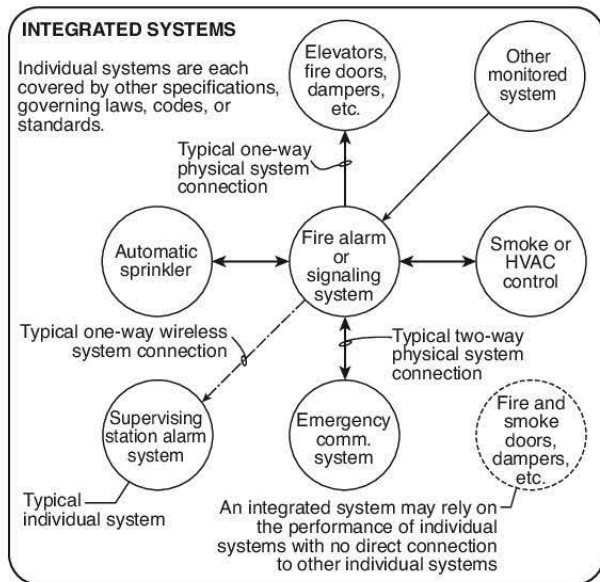 INTEGRATED SYSTEMS
Individual systems are each
covered by other specifications,
governing laws, codes, or
standards.
Elevators,
fire doors,
dampers,
etc.
Other
monitored
system
Typical one-way
physical system
connection
Automatic
sprinkler
Fire alarm
or
signaling
system
Smoke or
HVAC
control
Typical one-way wireless
system connection
Typical two-way
physical system
connection
Supervising
station alarm
system
Emergency
comm.
system
Fire and
smoke
doors,
dampers,
etc.
Typical
individual system
An integrated system may rely on
the performance of individual
systems with no direct connection
to other individual systems